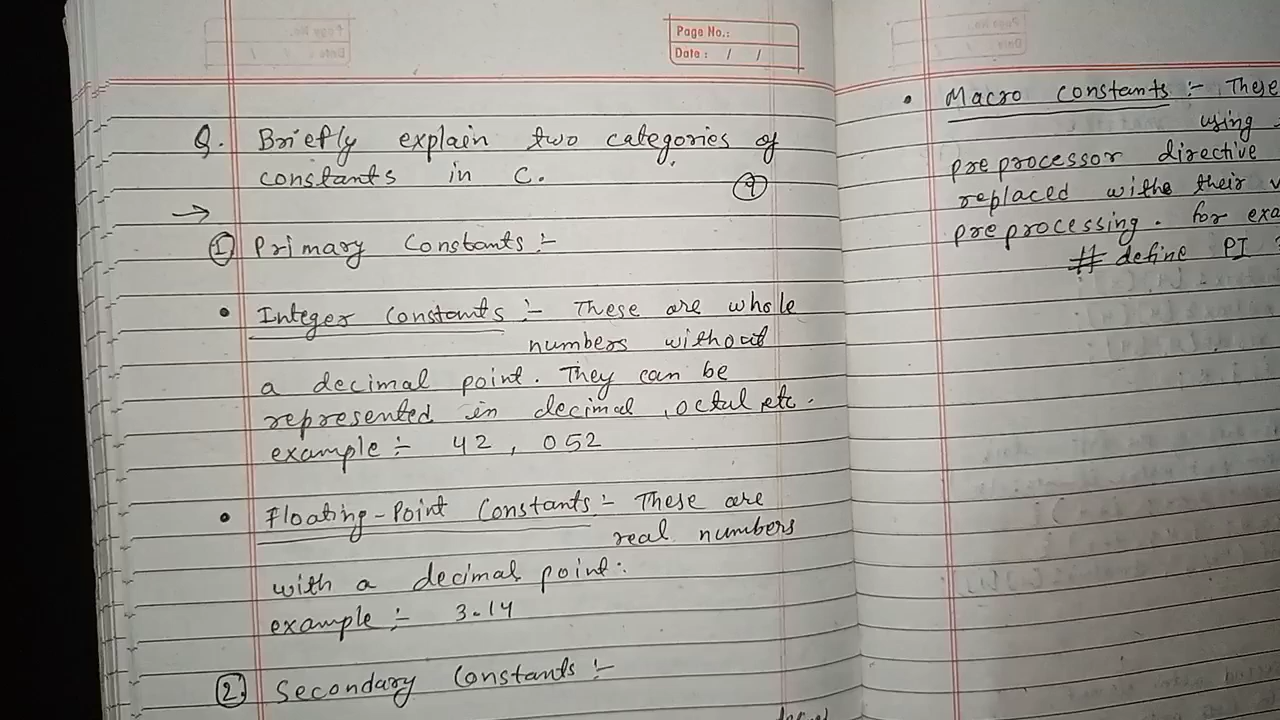 Page No.:
Date : / /
Q. Briefly explain two categories of
constants in C.
(9)
→
① Primary Constants :-
• Integer Constants :- These are whole
numbers without
a decimal point. They can be
represented in decimal, octal etc.
example :- 42, 052
• Floating-Point Constants :- These are
real numbers
with a decimal point.
example :- 3.14
② Secondary Constants :-
• Macro Constants :- These
using
preprocessor directive
replaced withe their
preprocessing. for exa
# define PI